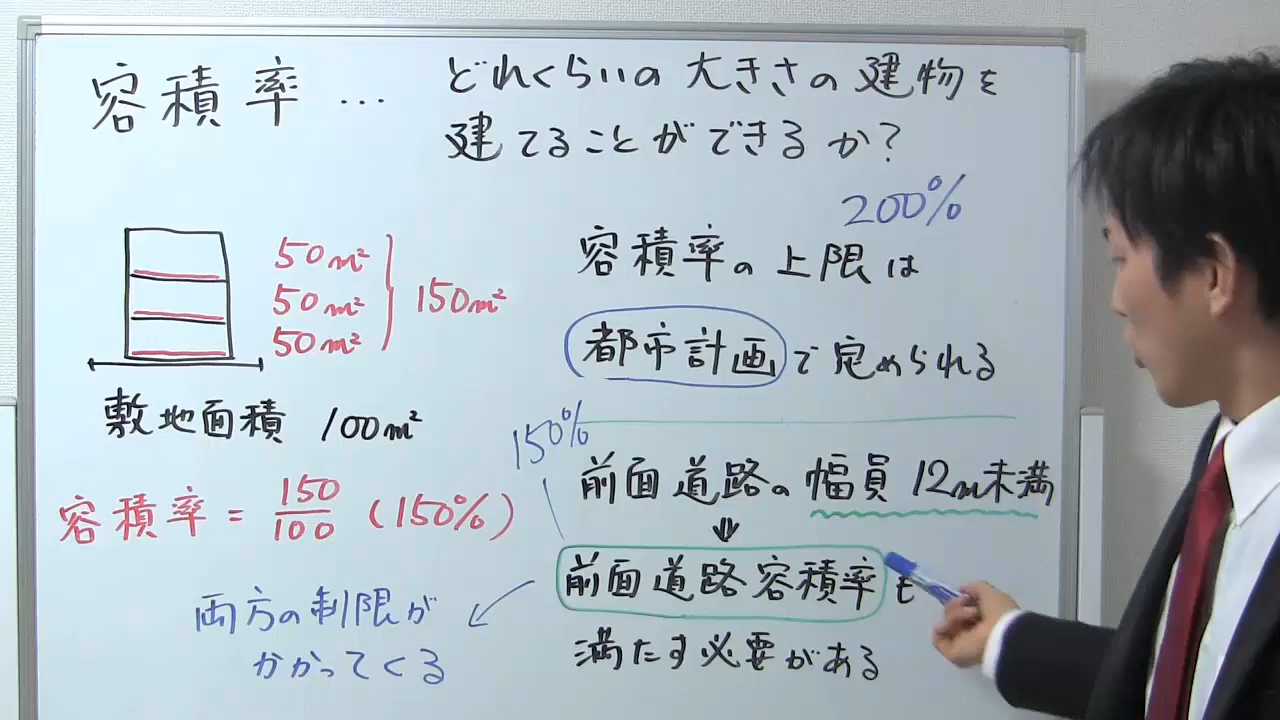 容積率… どれくらいの大きさの建物を
建てることができるか?
50m²
50m²
50m²
150m²
敷地面積 100m²
容積率 = 150/100 (150%)
両方の制限が
かかってくる
200%
容積率の上限は
都市計画で定められる
150%
前面道路の幅員12m未満
⇓
前面道路容積率も
満たす必要がある